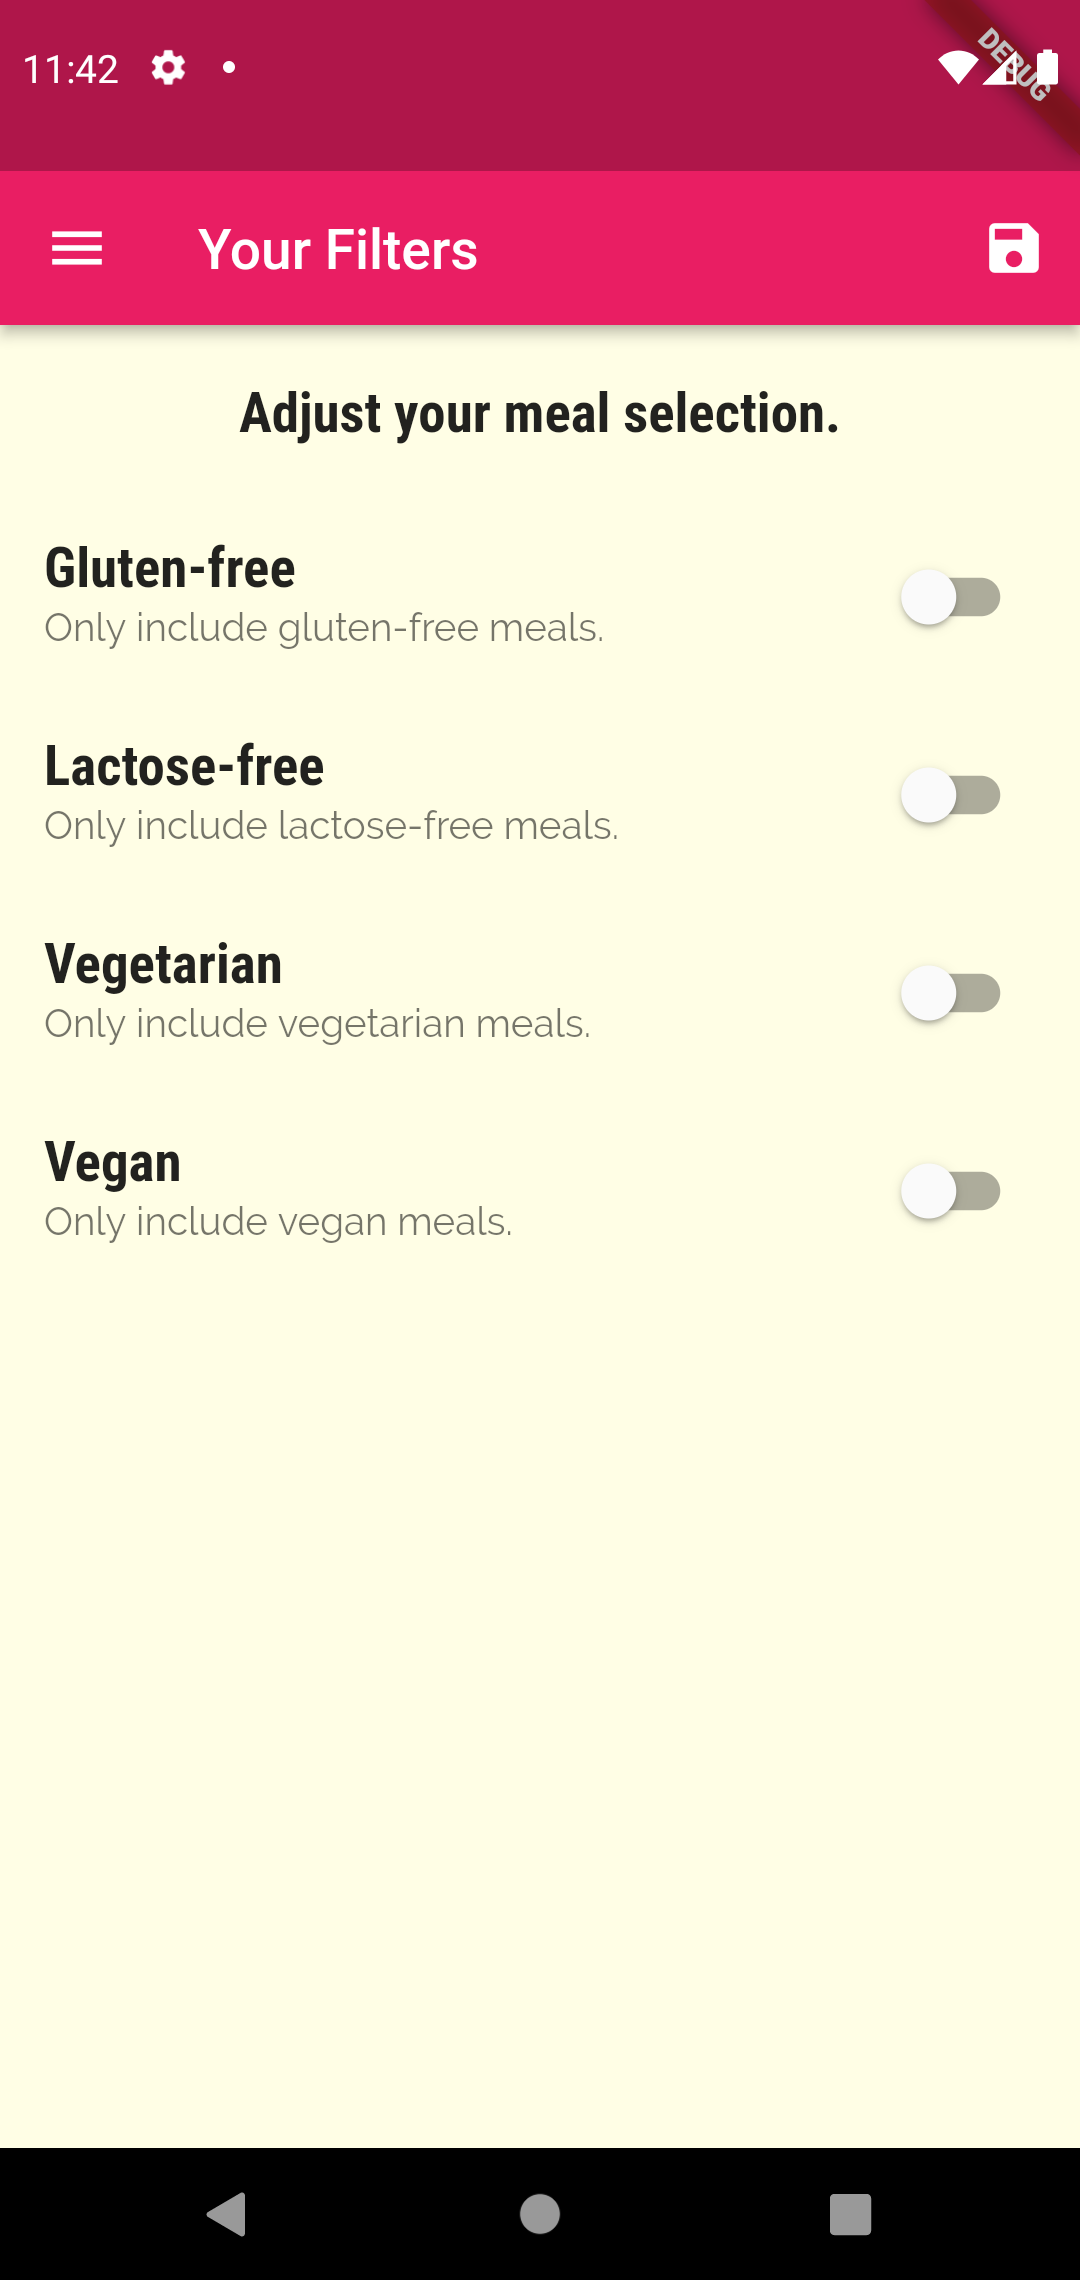 11:42
DEBUG
Your Filters
Adjust your meal selection.
Gluten-free
Only include gluten-free meals.
Lactose-free
Only include lactose-free meals.
Vegetarian
Only include vegetarian meals.
Vegan
Only include vegan meals.